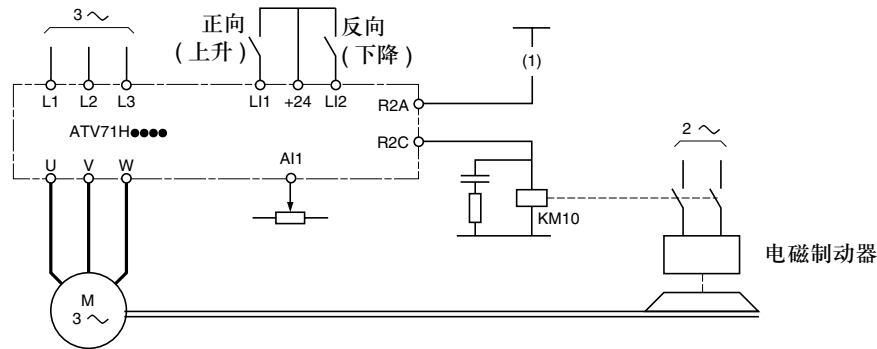 3 ～
正向
(上升)
反向
(下降)
(1)
L1 L2 L3 LI1 +24 LI2
R2A
ATV71H●●●●
R2C
2 ～
U V W AI1
KM10
电磁制动器
M
3 ～